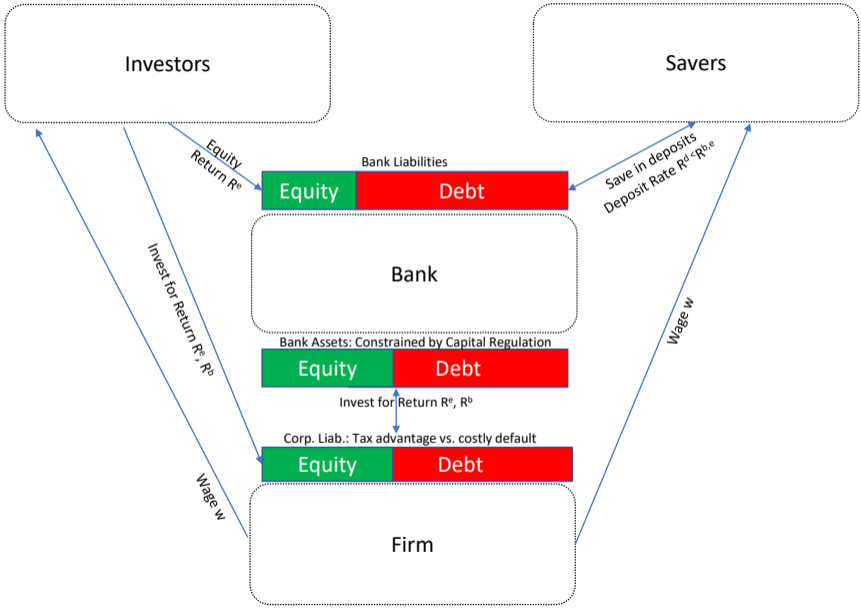 Investors
Savers
Equity
Return Rᵉ
Save in deposits
Deposit Rate Rᵈ<Rᵇ,ᵉ
Bank Liabilities
Equity Debt
Bank
Invest for Return Rᵉ, Rᵇ
Wage w
Bank Assets: Constrained by Capital Regulation
Equity Debt
Invest for Return Rᵉ, Rᵇ
Corp. Liab.: Tax advantage vs. costly default
Equity Debt
Wage w
Firm